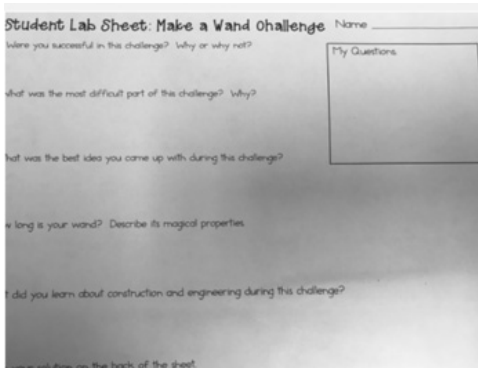 Student Lab Sheet: Make a Wand Challenge Name
Were you successful in this challenge? Why or why not?
My Questions
What was the most difficult part of this challenge? Why?
hat was the best idea you came up with during this challenge?
w long is your wand? Describe its magical properties.
t did you learn about construction and engineering during this challenge?
solution on the back of the sheet.